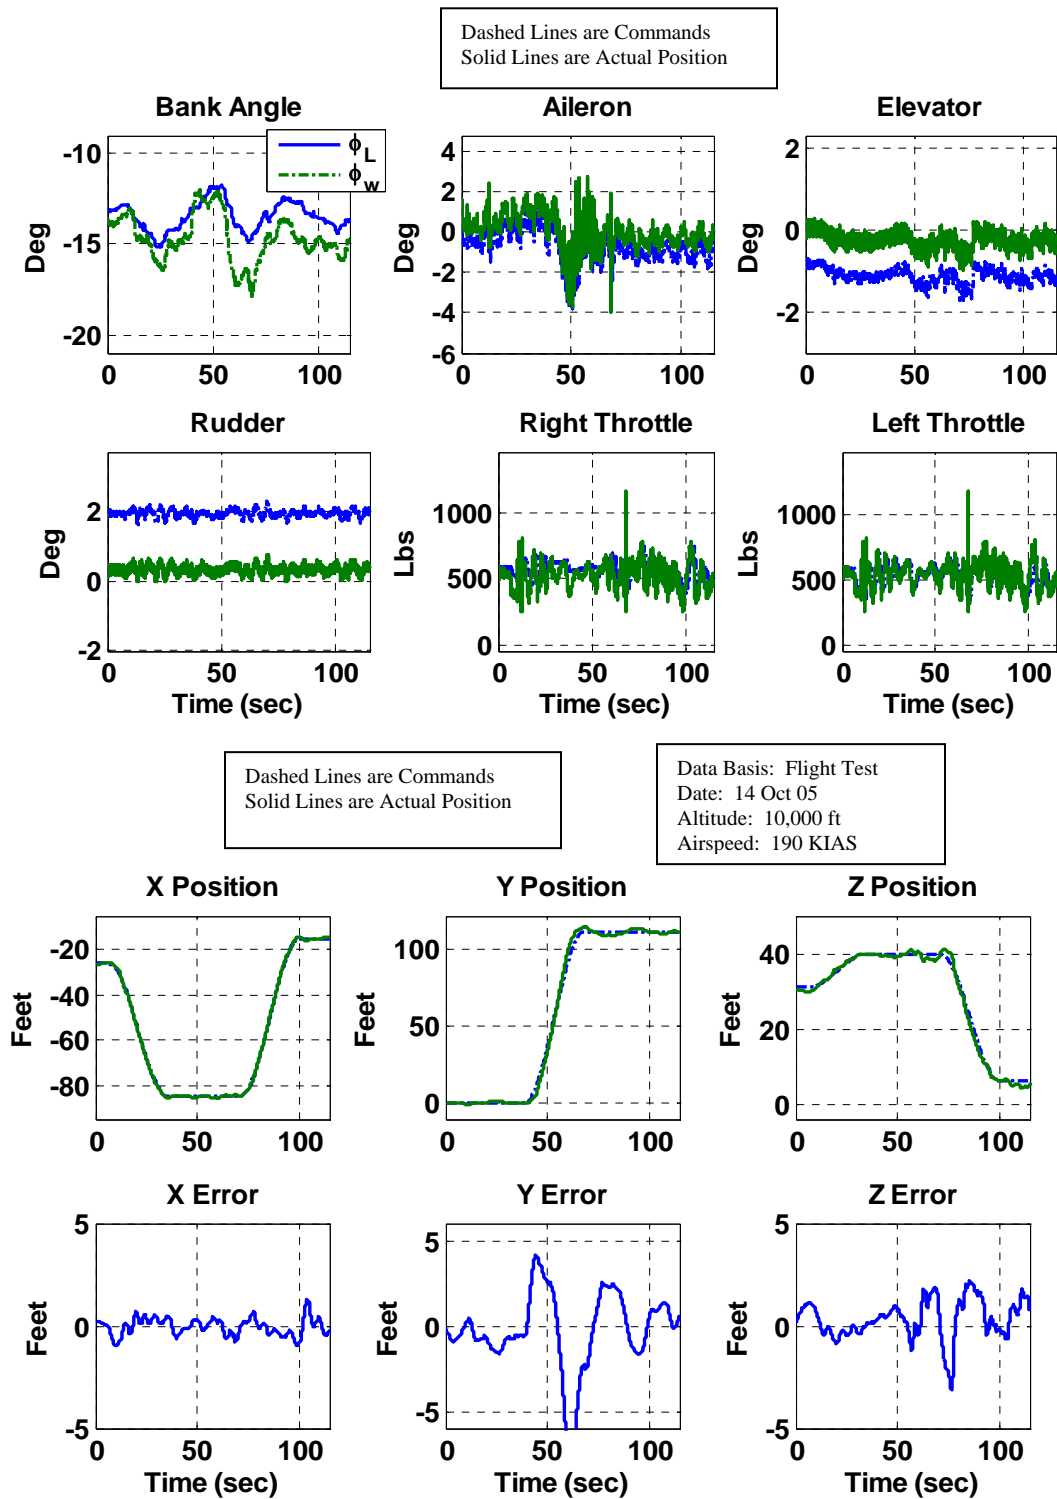 Dashed Lines are Commands
Solid Lines are Actual Position
Bank Angle
Aileron
Elevator
ϕL
ϕw
-10
-15
-20
Deg
0
50
100
4
2
0
-2
-4
-6
Deg
0
50
100
2
0
-2
Deg
0
50
100
Rudder
Right Throttle
Left Throttle
2
0
-2
Deg
0
50
100
Time (sec)
1000
500
0
Lbs
0
50
100
Time (sec)
1000
500
0
Lbs
0
50
100
Time (sec)
Dashed Lines are Commands
Solid Lines are Actual Position
Data Basis: Flight Test
Date: 14 Oct 05
Altitude: 10,000 ft
Airspeed: 190 KIAS
X Position
Y Position
Z Position
-20
-40
-60
-80
Feet
0
50
100
100
50
0
Feet
0
50
100
40
20
0
Feet
0
50
100
X Error
Y Error
Z Error
5
0
-5
Feet
0
50
100
Time (sec)
5
0
-5
Feet
0
50
100
Time (sec)
5
0
-5
Feet
0
50
100
Time (sec)